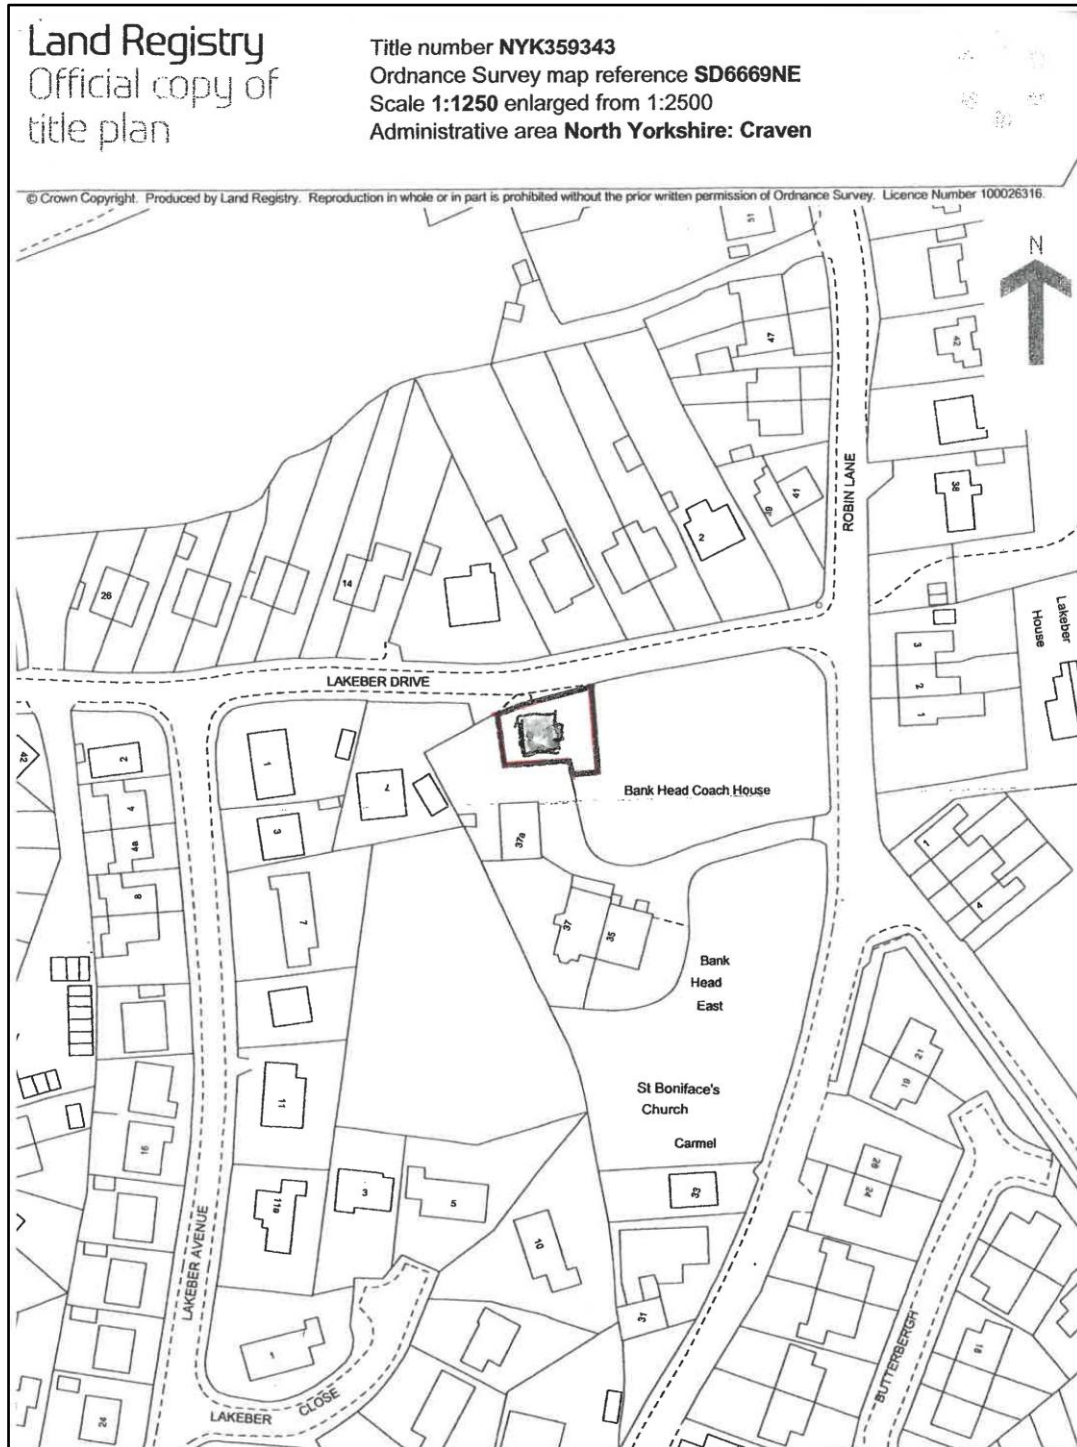 Land Registry
Official copy of
title plan
Title number NYK359343
Ordnance Survey map reference SD6669NE
Scale 1:1250 enlarged from 1:2500
Administrative area North Yorkshire: Craven
© Crown Copyright. Produced by Land Registry. Reproduction in whole or in part is prohibited without the prior written permission of Ordnance Survey. Licence Number 100026316.
N
51
47
42
ROBIN LANE
41
39
38
2
14
26
Lakeber
House
LAKEBER DRIVE
3
2
1
42
2
4
4a
8
1
3
7
7
Bank Head Coach House
37a
37
35
1
4
Bank
Head
East
21
19
St Boniface's
Church
Carmel
11
16
11a
3
5
10
33
31
26
24
LAKEBER AVENUE
1
LAKEBER CLOSE
24
BUTTERBERGH
18